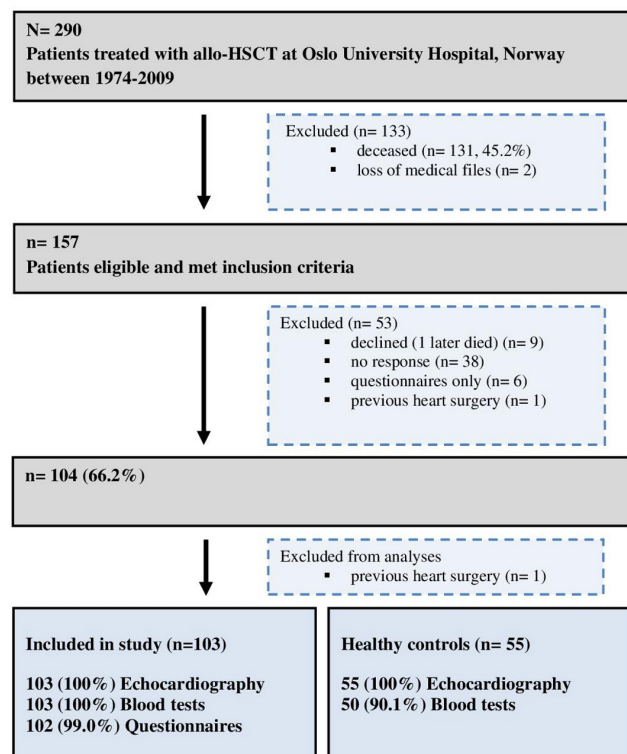 N= 290
Patients treated with allo-HSCT at Oslo University Hospital, Norway
between 1974-2009
Excluded (n= 133)
▪ deceased (n= 131, 45.2%)
▪ loss of medical files (n= 2)
n= 157
Patients eligible and met inclusion criteria
Excluded (n= 53)
▪ declined (1 later died) (n= 9)
▪ no response (n= 38)
▪ questionnaires only (n= 6)
▪ previous heart surgery (n= 1)
n= 104 (66.2%)
Excluded from analyses
▪ previous heart surgery (n= 1)
Included in study (n=103)
103 (100%) Echocardiography
103 (100%) Blood tests
102 (99.0%) Questionnaires
Healthy controls (n= 55)
55 (100%) Echocardiography
50 (90.1%) Blood tests